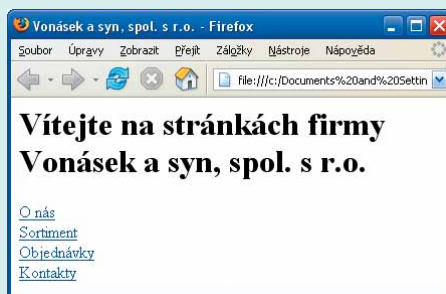 Vonásek a syn, spol. s r.o. - Firefox
Soubor Úpravy Zobrazit Přejít Záložky Nástroje Nápověda
file:///c:/Documents%20and%20Settin
Vítejte na stránkách firmy
Vonásek a syn, spol. s r.o.
O nás
Sortiment
Objednávky
Kontakty